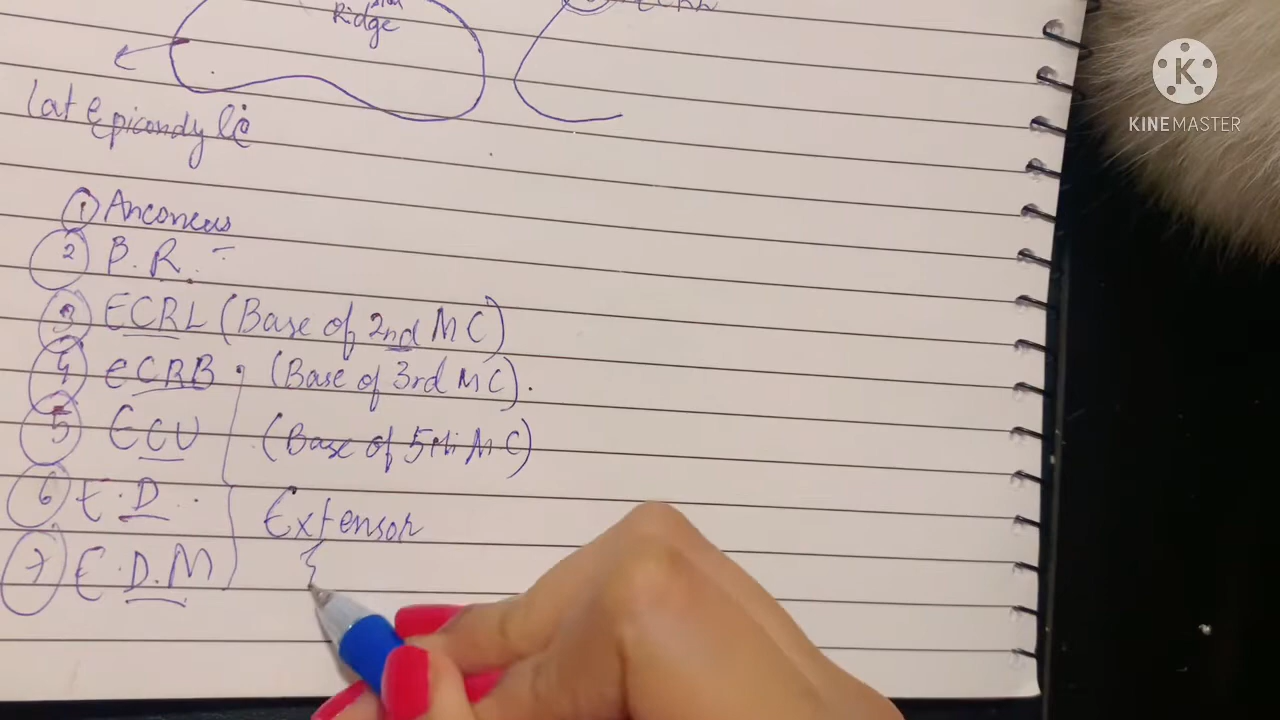 Ridge
lat Epicondyle
1 Anconeus
2 B.R. -
3 ECRL (Base of 2nd MC)
4 ECRB (Base of 3rd MC).
5 ECU (Base of 5th MC)
6 E.D.
7 E.D.M
Extensor
K
KINEMASTER